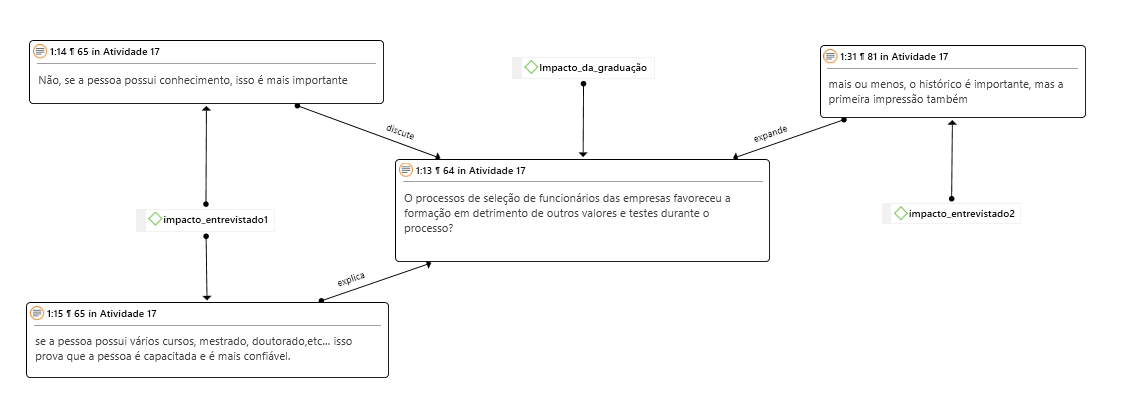 1:14 ¶ 65 in Atividade 17
Não, se a pessoa possui conhecimento, isso é mais importante
Impacto_da_graduação
1:31 ¶ 81 in Atividade 17
mais ou menos, o histórico é importante, mas a
primeira impressão também
discute
expande
1:13 ¶ 64 in Atividade 17
O processos de seleção de funcionários das empresas favoreceu a
formação em detrimento de outros valores e testes durante o
processo?
impacto_entrevistado1
impacto_entrevistado2
explica
1:15 ¶ 65 in Atividade 17
se a pessoa possui vários cursos, mestrado, doutorado,etc... isso
prova que a pessoa é capacitada e é mais confiável.